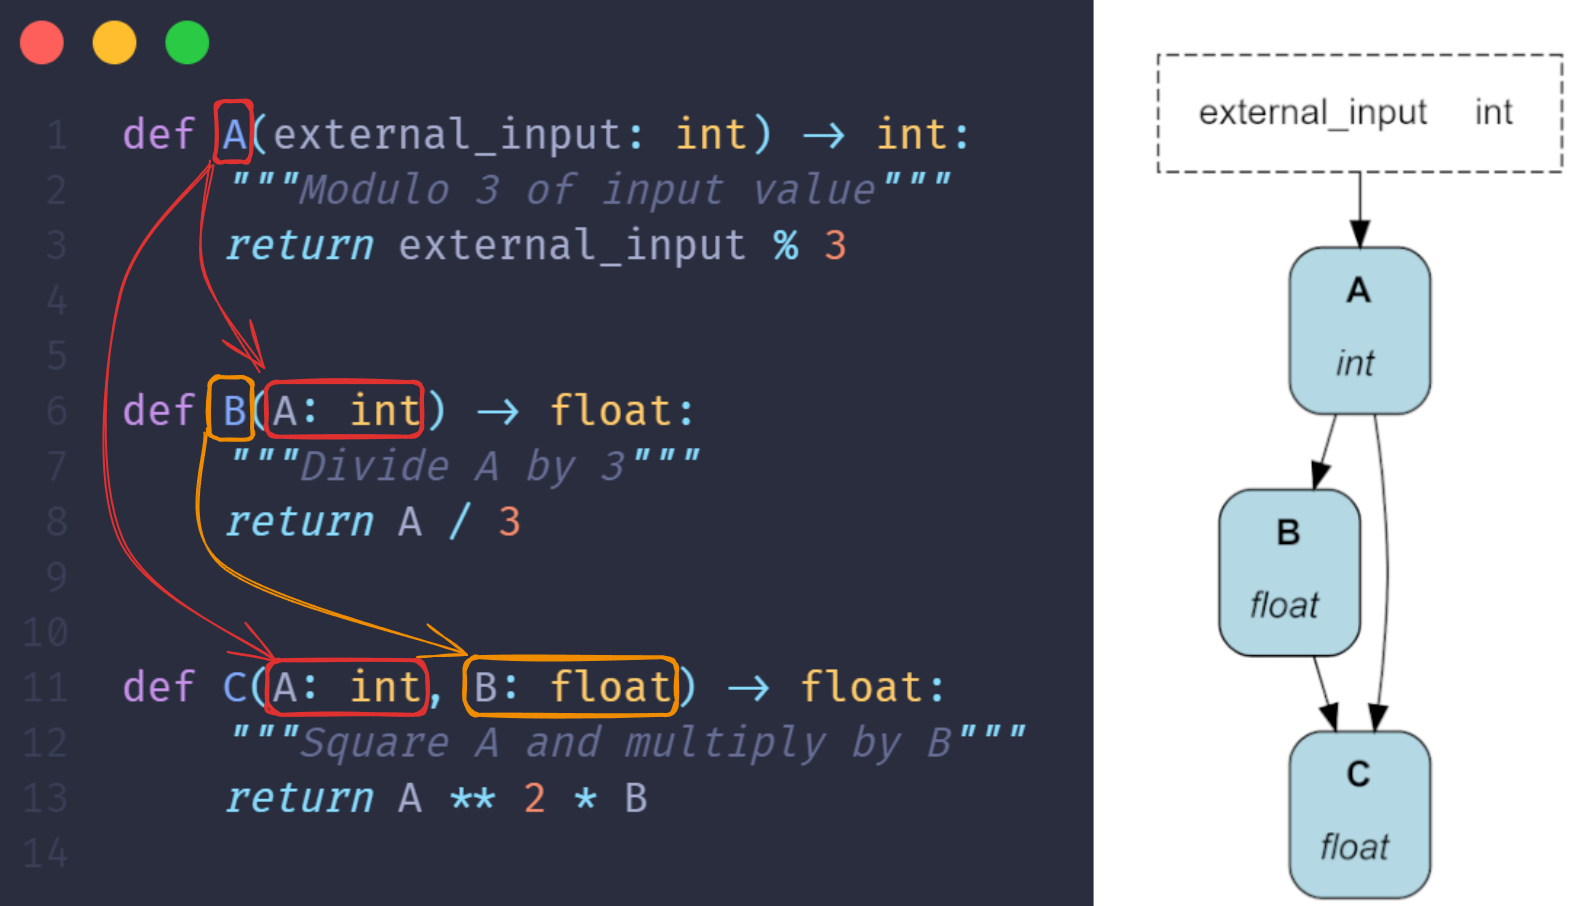 1 def A(external_input: int) → int:
2 """Modulo 3 of input value"""
3 return external_input % 3
4
5
6 def B(A: int) → float:
7 """Divide A by 3"""
8 return A / 3
9
10
11 def C(A: int, B: float) → float:
12 """Square A and multiply by B"""
13 return A ** 2 * B
14
external_input int
A
int
B
float
C
float